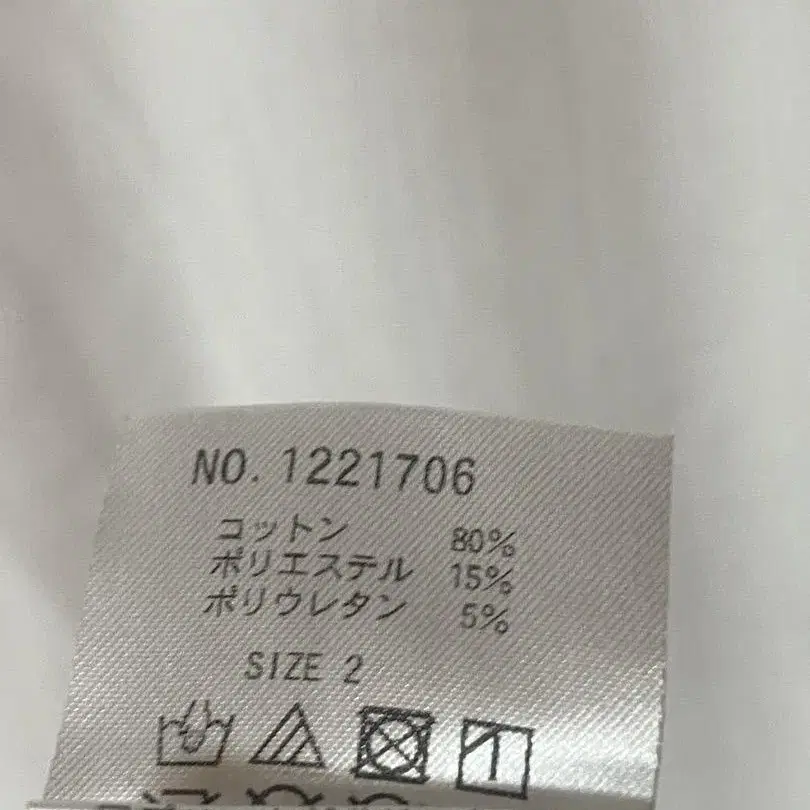 NO. 1221706
コットン 80%
ポリエステル 15%
ポリウレタン 5%
SIZE 2